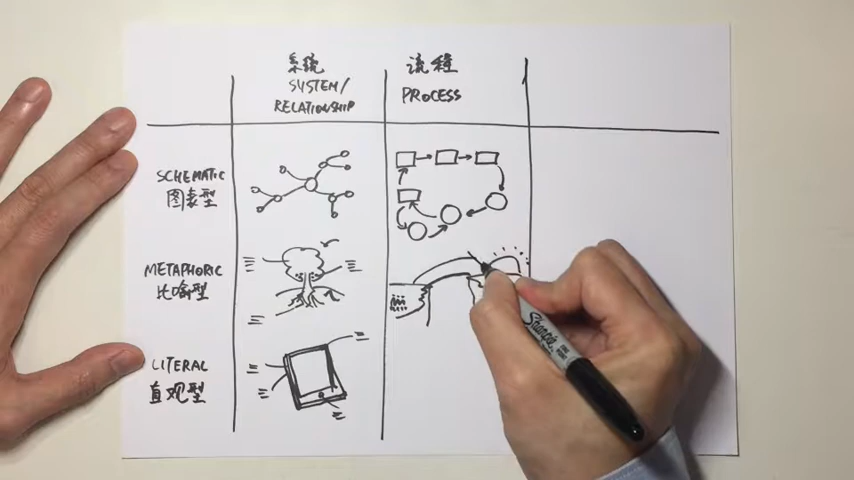 系统
SYSTEM/
RELATIONSHIP
流程
PROCESS
SCHEMATIC
图表型
METAPHORIC
比喻型
LITERAL
直观型
Sharpie